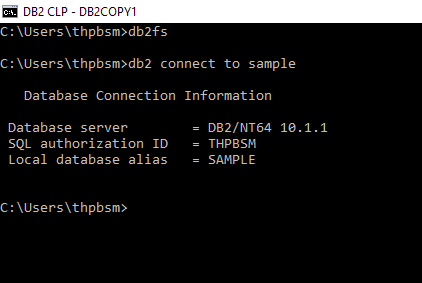 DB2 CLP - DB2COPY1
C:\Users\thpbsm>db2fs
C:\Users\thpbsm>db2 connect to sample
Database Connection Information
Database server        = DB2/NT64 10.1.1
SQL authorization ID   = THPBSM
Local database alias   = SAMPLE
C:\Users\thpbsm>